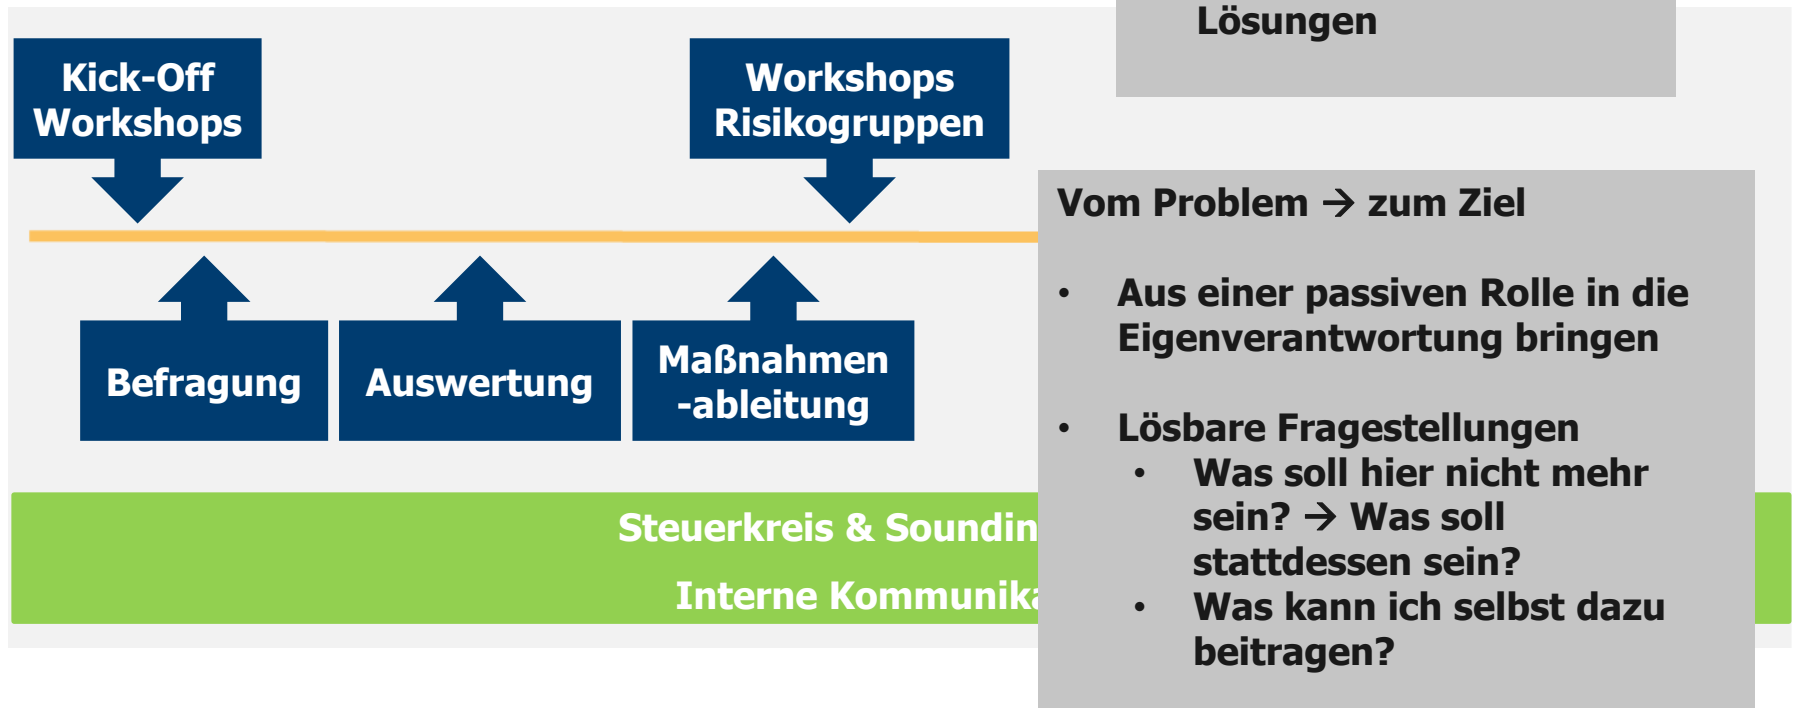 Lösungen
Kick-Off
Workshops
Workshops
Risikogruppen
Befragung
Auswertung
Maßnahmen
-ableitung
Steuerkreis & Soundin
Interne Kommunika
Vom Problem → zum Ziel
• Aus einer passiven Rolle in die
Eigenverantwortung bringen
• Lösbare Fragestellungen
• Was soll hier nicht mehr
sein? → Was soll
stattdessen sein?
• Was kann ich selbst dazu
beitragen?